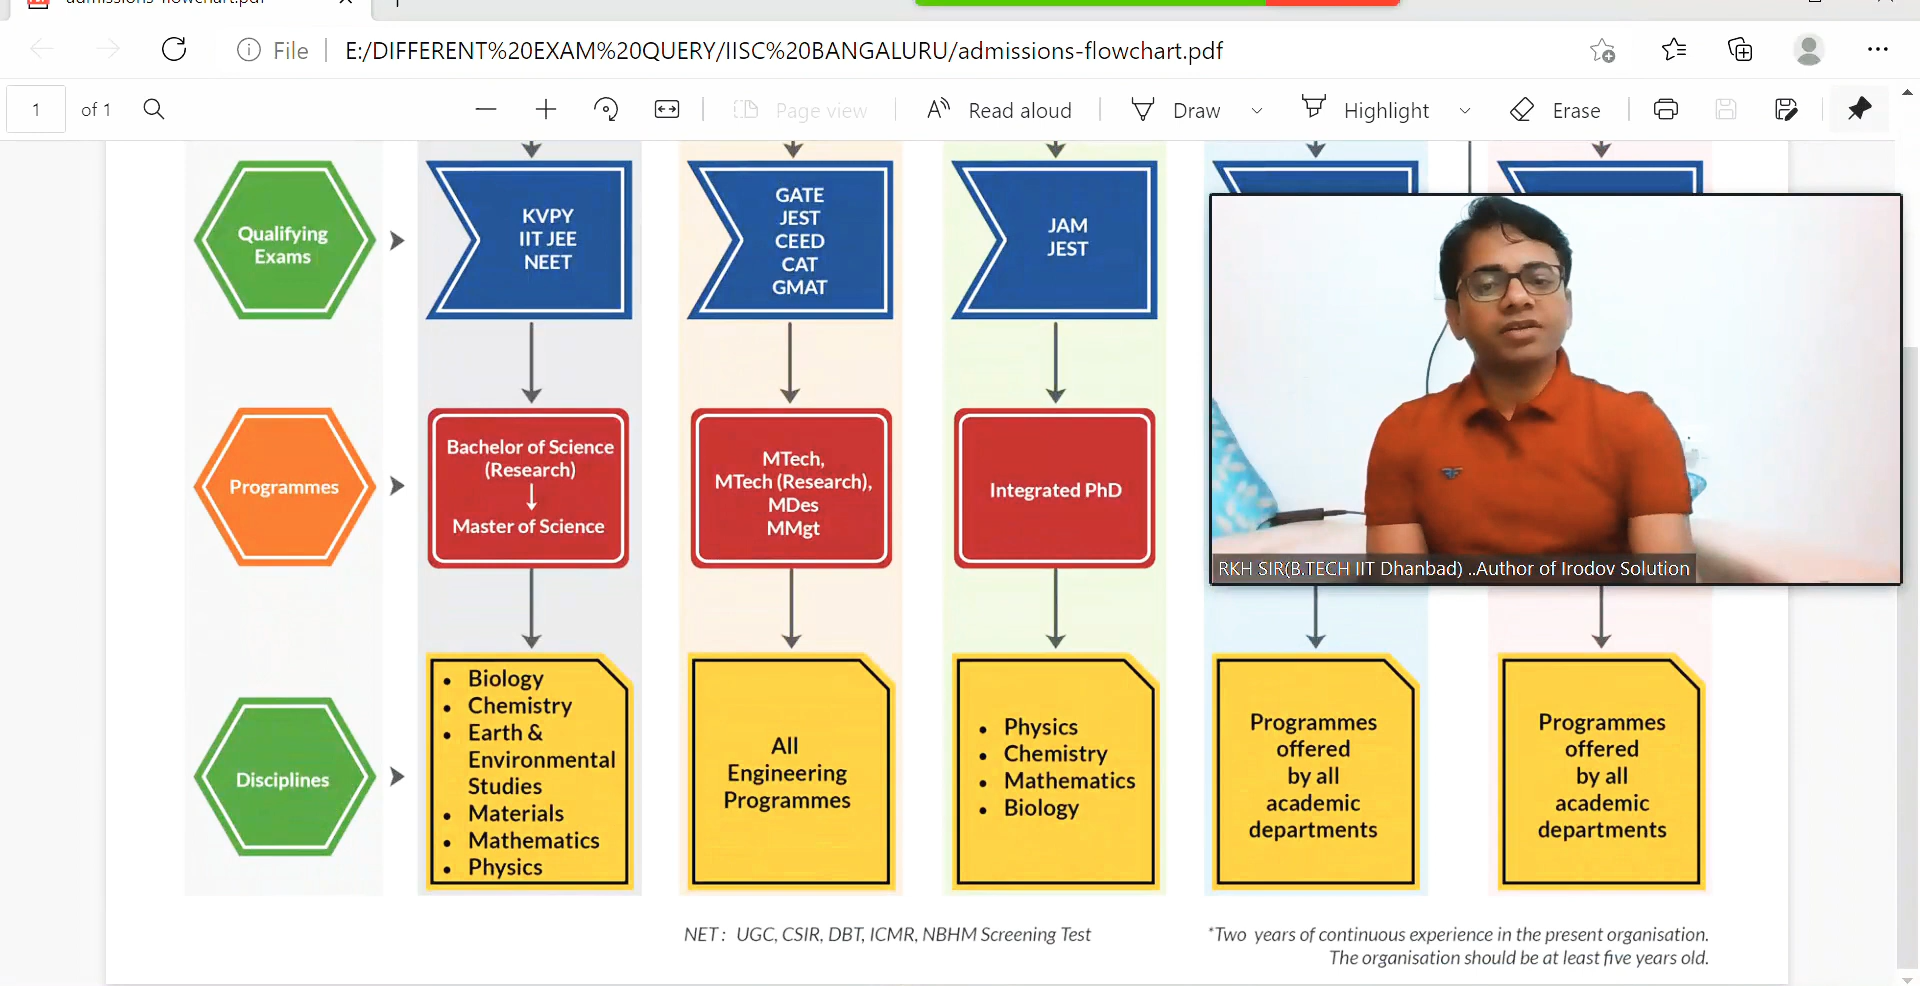 admissions-flowchart.pdf
File
E:/DIFFERENT%20EXAM%20QUERY/IISC%20BANGALURU/admissions-flowchart.pdf
1
of 1
Page view
Read aloud
Draw
Highlight
Erase
Qualifying
Exams
KVPY
IIT JEE
NEET
GATE
JEST
CEED
CAT
GMAT
JAM
JEST
Programmes
Bachelor of Science
(Research)
Master of Science
MTech,
MTech (Research),
MDes
MMgt
Integrated PhD
RKH SIR(B.TECH IIT Dhanbad) ..Author of Irodov Solution
Disciplines
• Biology
• Chemistry
• Earth &
Environmental
Studies
• Materials
• Mathematics
• Physics
All
Engineering
Programmes
• Physics
• Chemistry
• Mathematics
• Biology
Programmes
offered
by all
academic
departments
Programmes
offered
by all
academic
departments
NET : UGC, CSIR, DBT, ICMR, NBHM Screening Test
*Two years of continuous experience in the present organisation.
The organisation should be at least five years old.